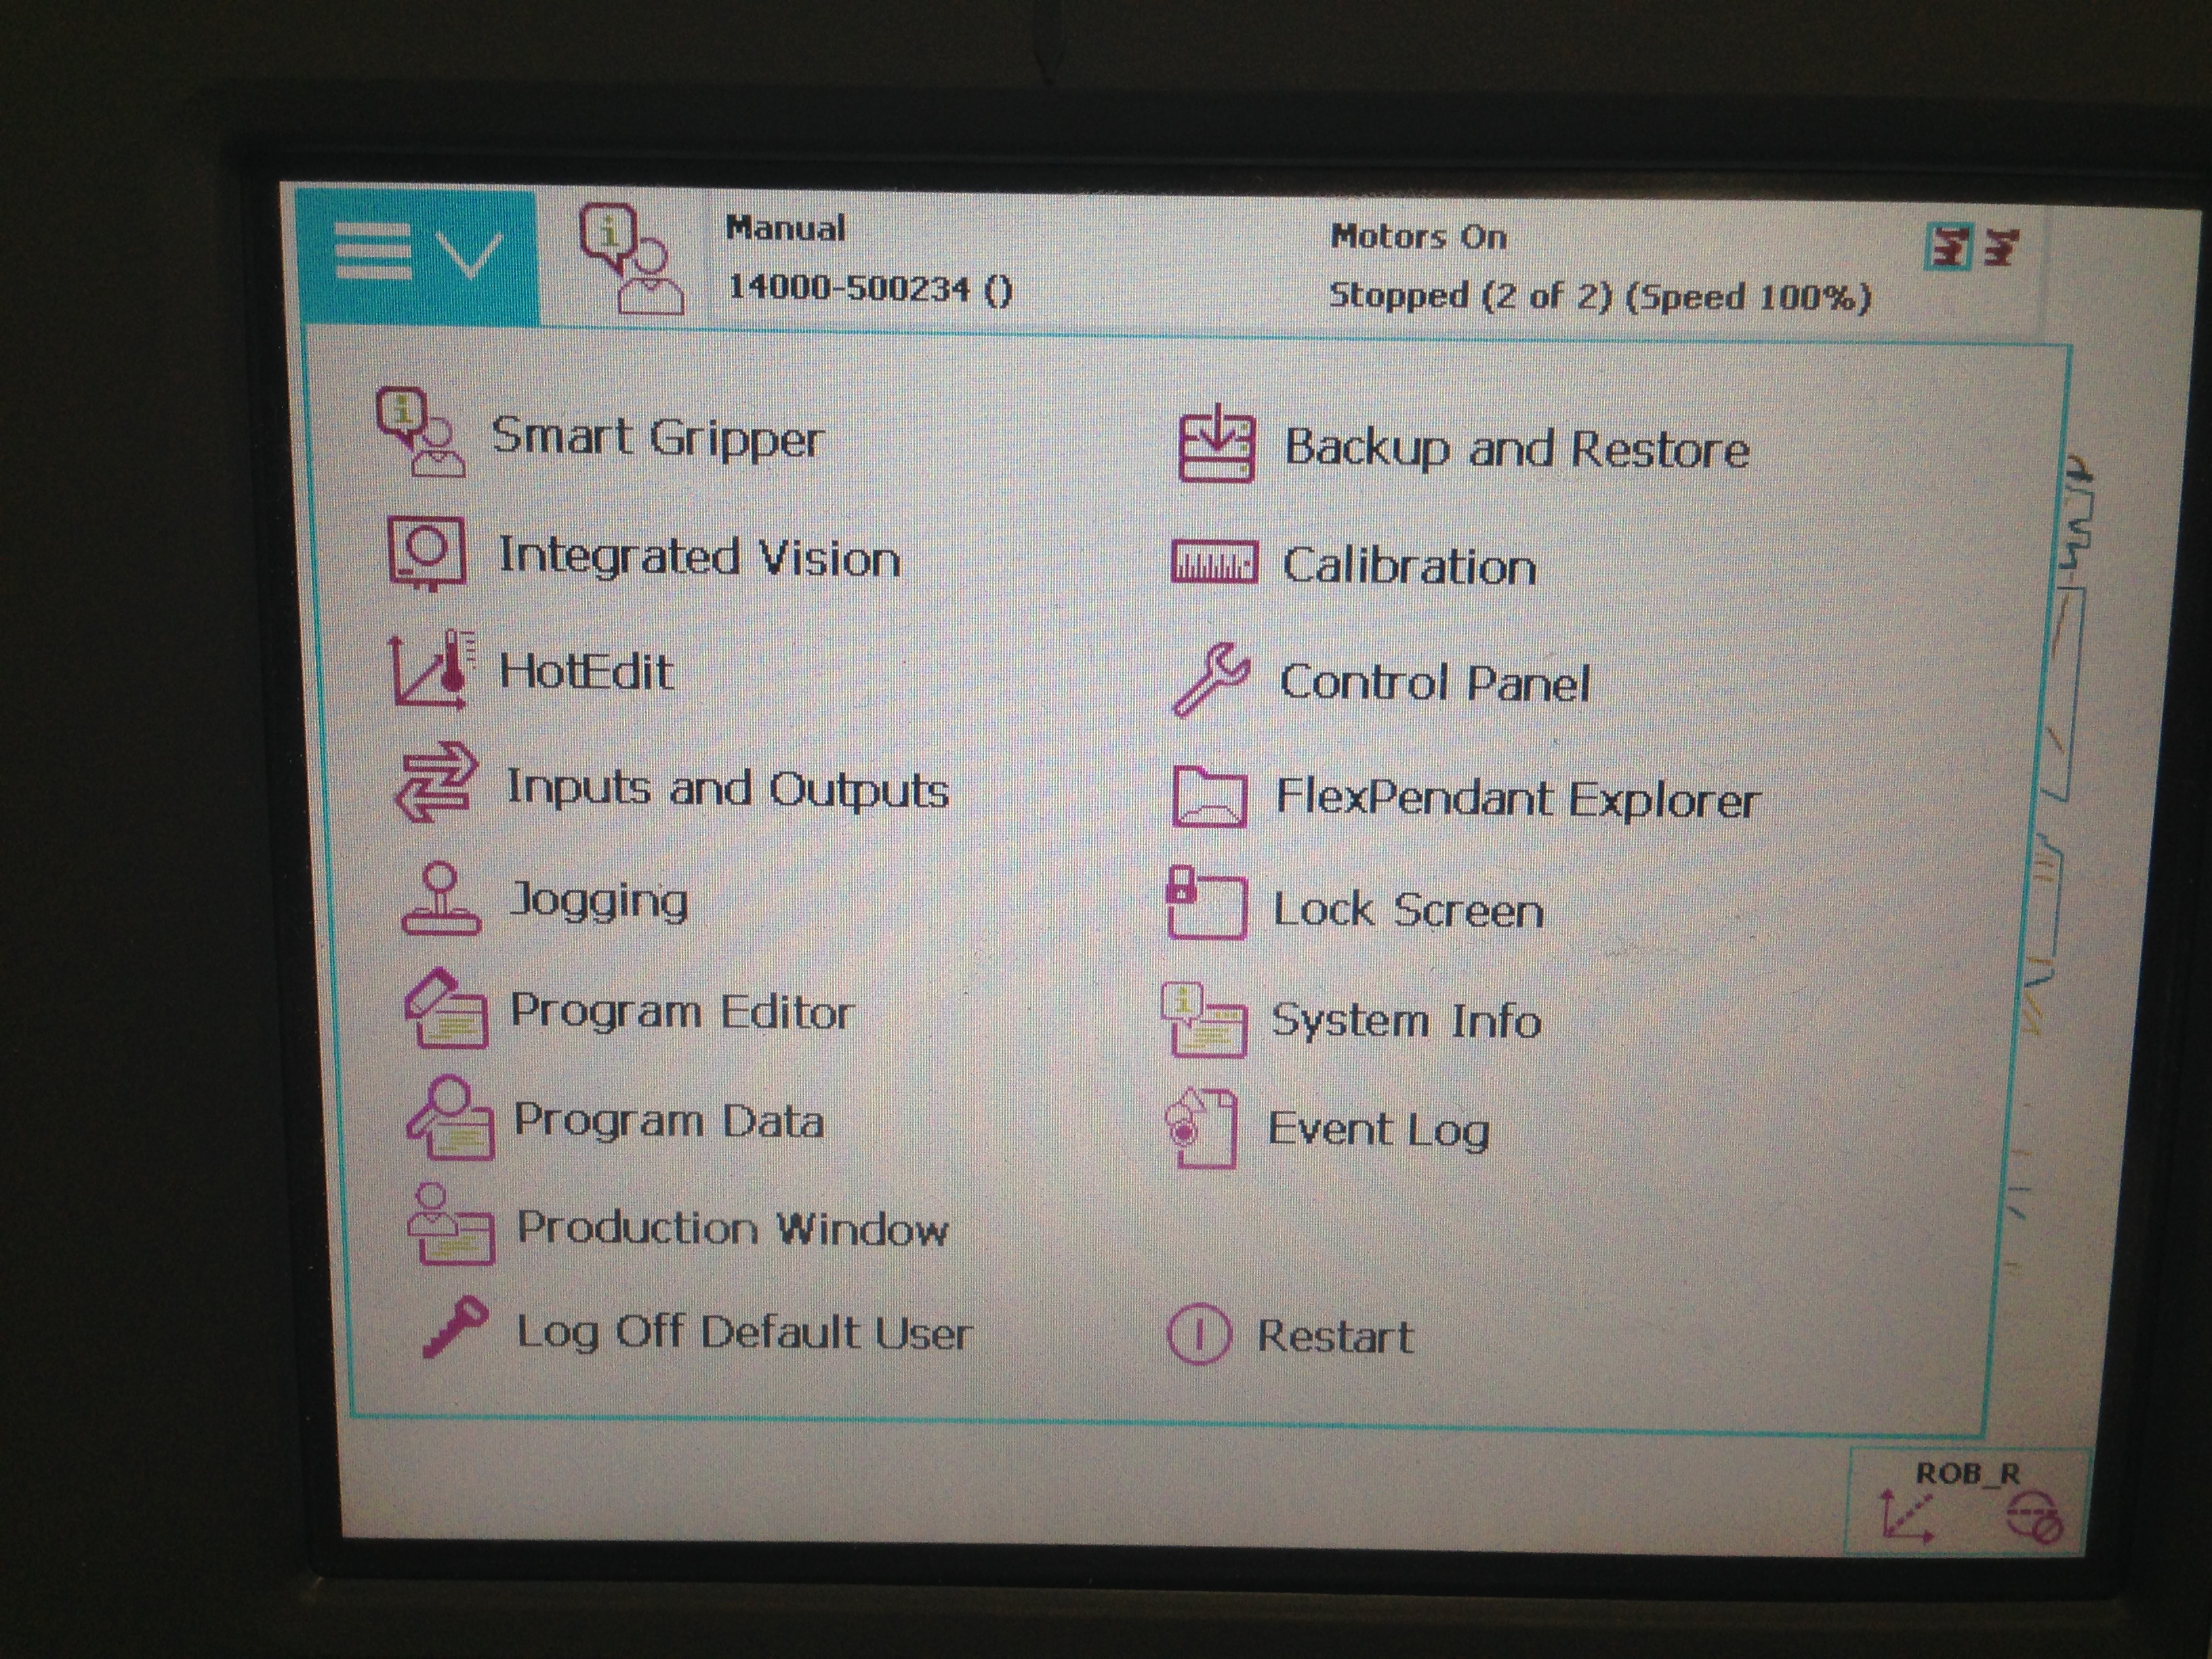 Manual
14000-500234 ()
Motors On
Stopped (2 of 2) (Speed 100%)
Smart Gripper
Integrated Vision
HotEdit
Inputs and Outputs
Jogging
Program Editor
Program Data
Production Window
Log Off Default User
Backup and Restore
Calibration
Control Panel
FlexPendant Explorer
Lock Screen
System Info
Event Log
Restart
ROB_R